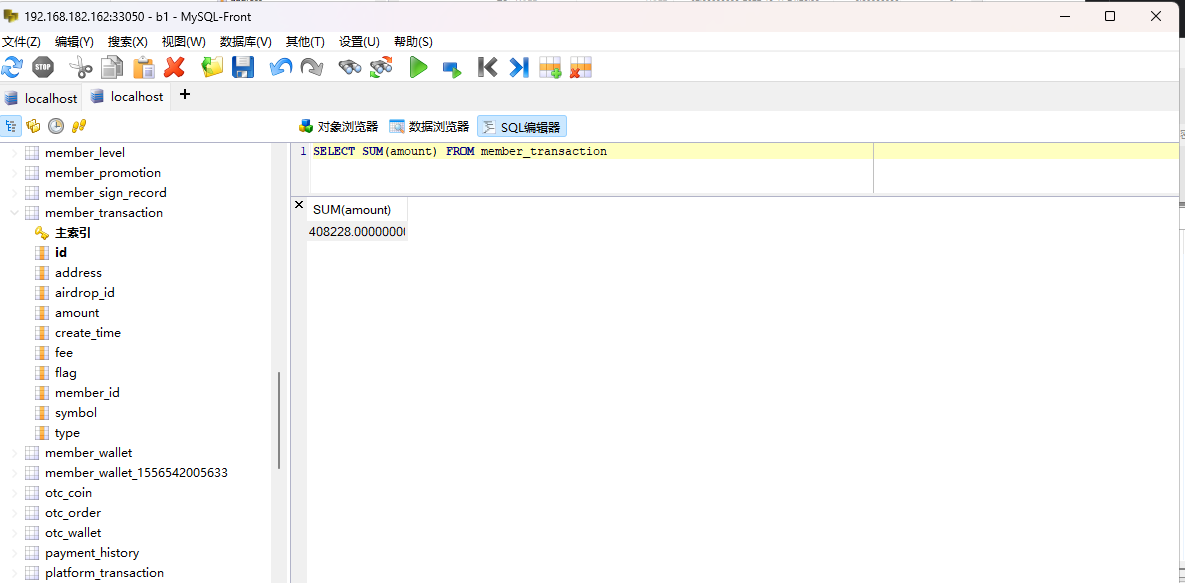 192.168.182.162:33050 - b1 - MySQL-Front
文件(Z) 编辑(Y) 搜索(X) 视图(W) 数据库(V) 其他(T) 设置(U) 帮助(S)
STOP
localhost localhost +
对象浏览器 数据浏览器 SQL编辑器
member_level
member_promotion
member_sign_record
member_transaction
主索引
id
address
airdrop_id
amount
create_time
fee
flag
member_id
symbol
type
member_wallet
member_wallet_1556542005633
otc_coin
otc_order
otc_wallet
payment_history
platform_transaction
1 SELECT SUM(amount) FROM member_transaction
SUM(amount)
408228.0000000